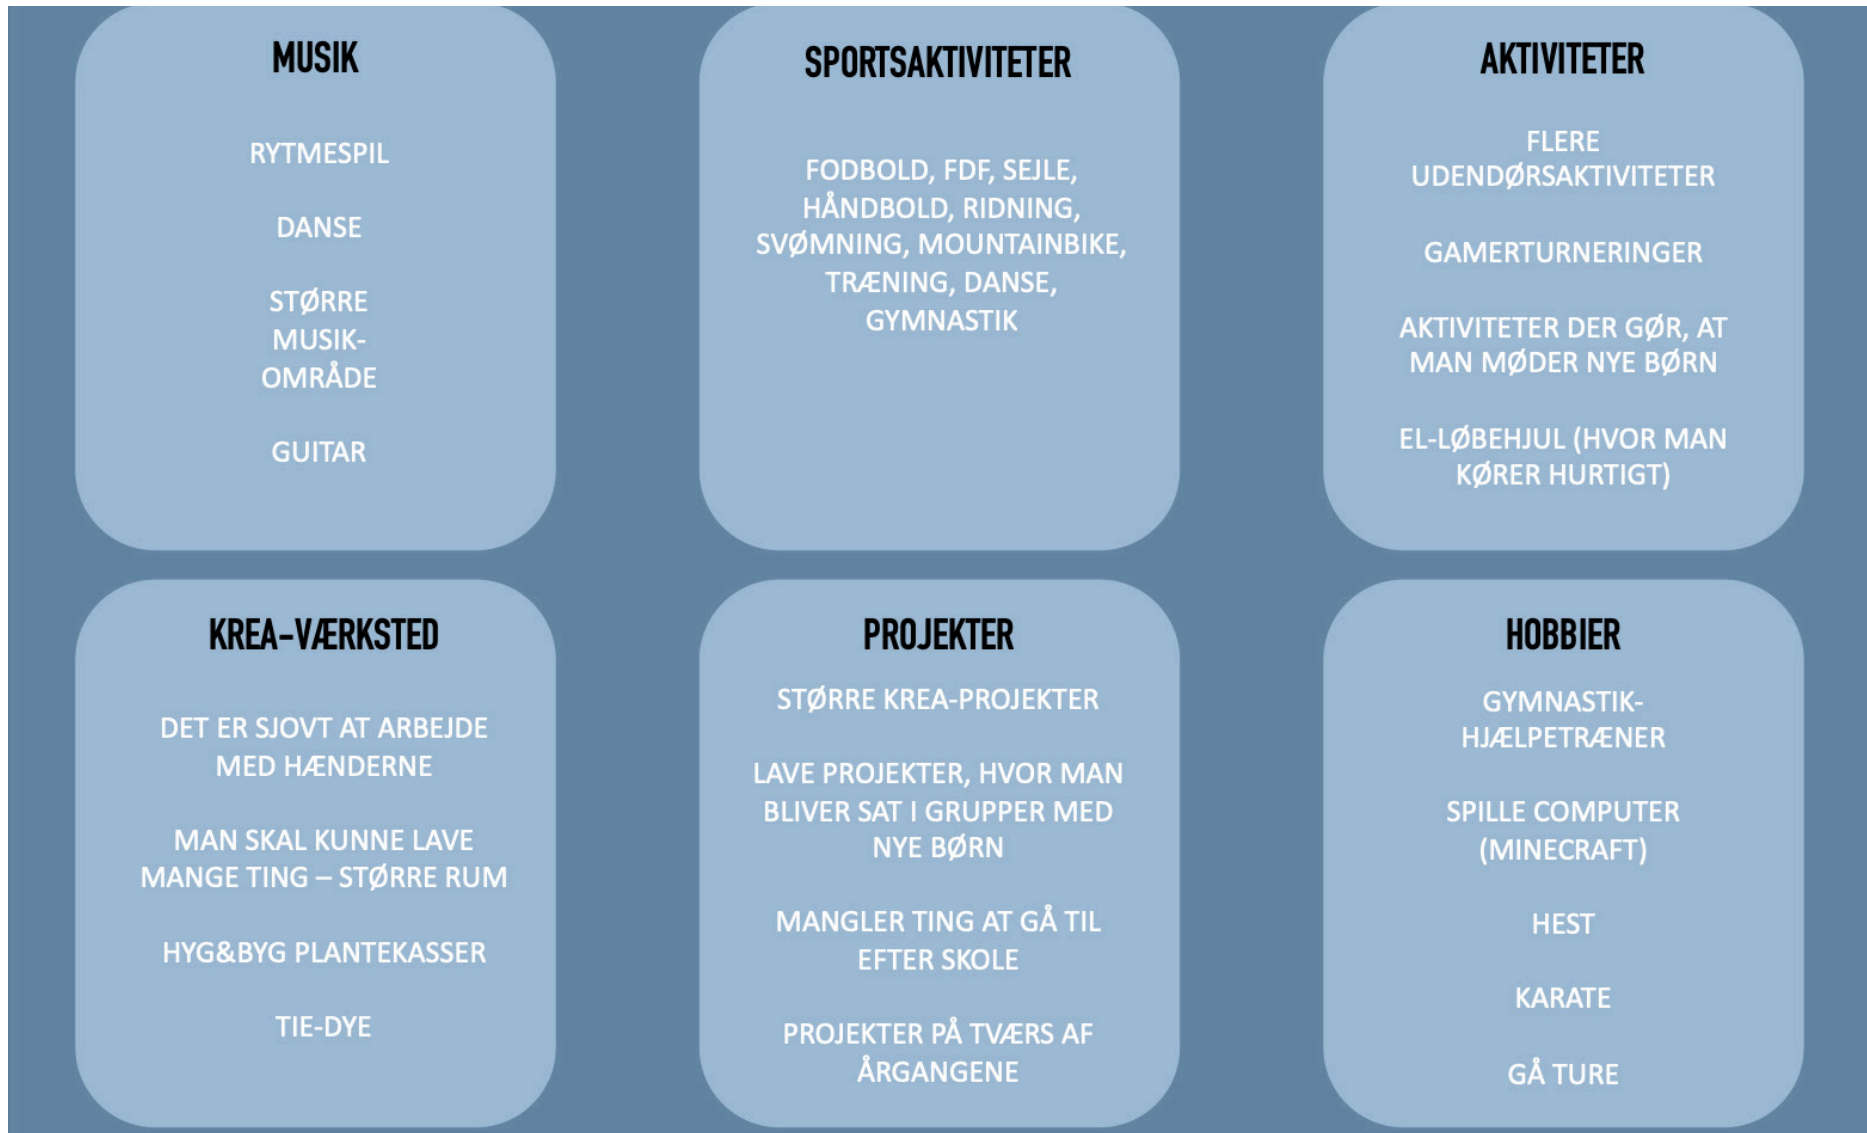 MUSIK
RYTMESPIL
DANSE
STØRRE
MUSIK-
OMRÅDE
GUITAR
SPORTSAKTIVITETER
FODBOLD, FDF, SEJLE,
HÅNDBOLD, RIDNING,
SVØMNING, MOUNTAINBIKE,
TRÆNING, DANSE,
GYMNASTIK
AKTIVITETER
FLERE
UDENDØRSAKTIVITETER
GAMERTURNERINGER
AKTIVITETER DER GØR, AT
MAN MØDER NYE BØRN
EL-LØBEHJUL (HVOR MAN
KØRER HURTIGT)
KREA-VÆRKSTED
DET ER SJOVT AT ARBEJDE
MED HÆNDERNE
MAN SKAL KUNNE LAVE
MANGE TING – STØRRE RUM
HYG&BYG PLANTEKASSER
TIE-DYE
PROJEKTER
STØRRE KREA-PROJEKTER
LAVE PROJEKTER, HVOR MAN
BLIVER SAT I GRUPPER MED
NYE BØRN
MANGLER TING AT GÅ TIL
EFTER SKOLE
PROJEKTER PÅ TVÆRS AF
ÅRGANGENE
HOBBIER
GYMNASTIK-
HJÆLPETRÆNER
SPILLE COMPUTER
(MINECRAFT)
HEST
KARATE
GÅ TURE